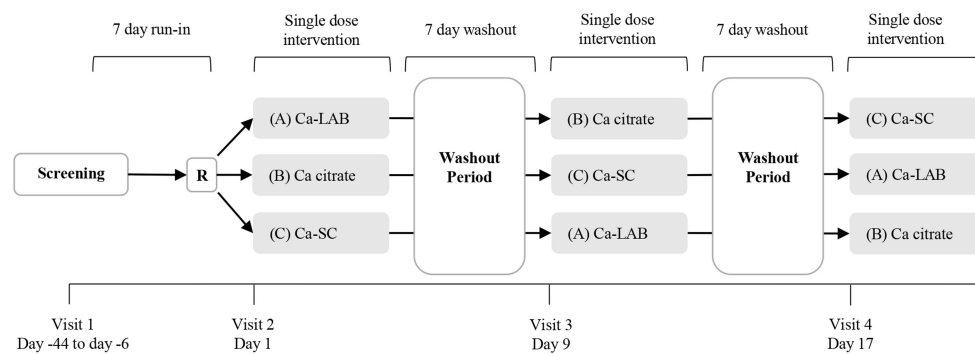 7 day run-in
Single dose
intervention
7 day washout
Single dose
intervention
7 day washout
Single dose
intervention
Screening
R
(A) Ca-LAB
(B) Ca citrate
(C) Ca-SC
Washout
Period
(B) Ca citrate
(C) Ca-SC
(A) Ca-LAB
Washout
Period
(C) Ca-SC
(A) Ca-LAB
(B) Ca citrate
Visit 1
Day -44 to day -6
Visit 2
Day 1
Visit 3
Day 9
Visit 4
Day 17